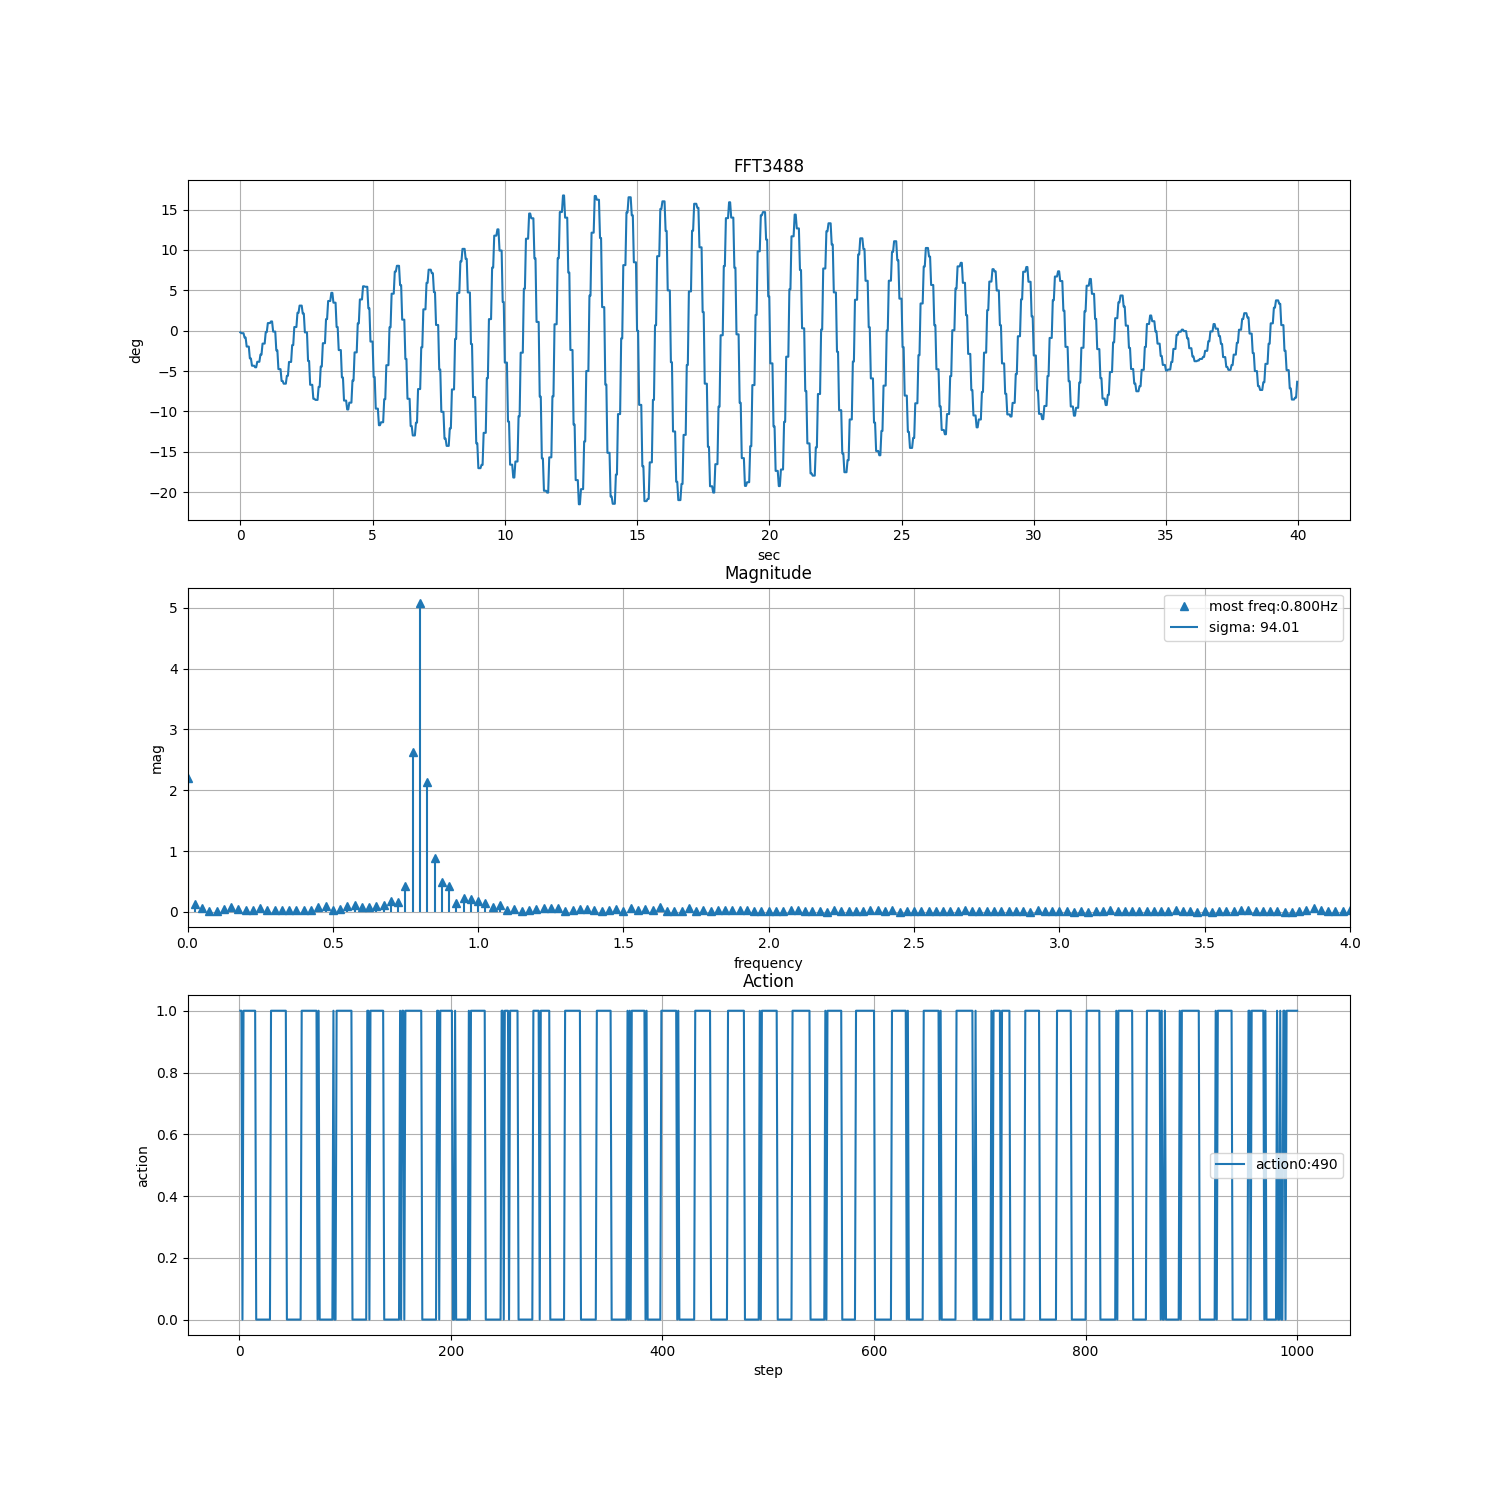 FFT3488
15
10
5
0
−5
−10
−15
−20
deg
0 5 10 15 20 25 30 35 40
sec
Magnitude
5
4
3
2
1
0
mag
most freq:0.800Hz
sigma: 94.01
0.0 0.5 1.0 1.5 2.0 2.5 3.0 3.5 4.0
frequency
Action
1.0
0.8
0.6
0.4
0.2
0.0
action
action0:490
0 200 400 600 800 1000
step